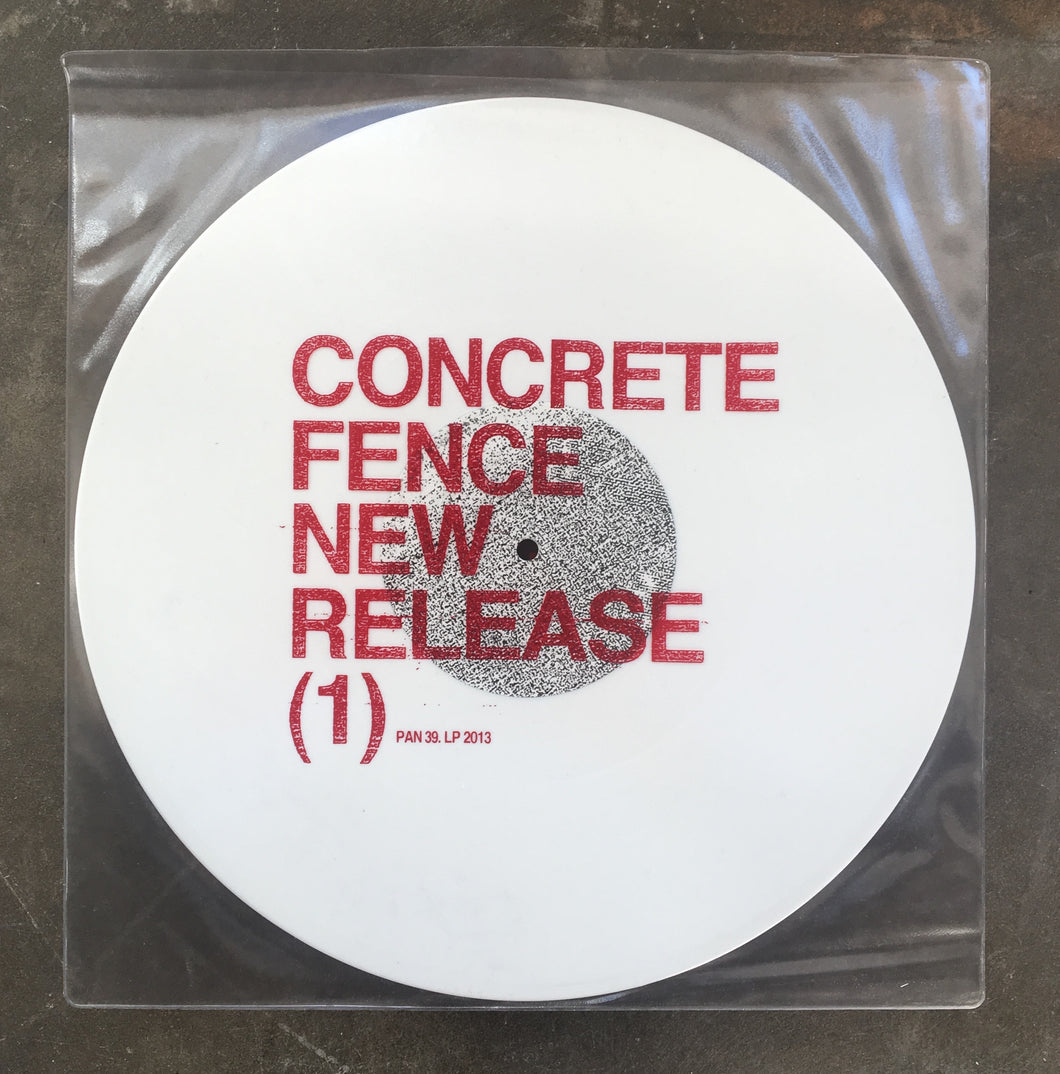 CONCRETE
FENCE
NEW
RELEASE
(1) PAN 39. LP 2013